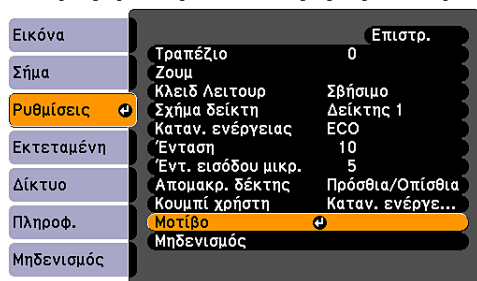 Εικόνα
Σήμα
Ρυθμίσεις
Εκτεταμένη
Δίκτυο
Πληροφ.
Μηδενισμός
Επιστρ.
Τραπέζιο 0
Ζουμ
Κλειδ Λειτουρ Σβήσιμο
Σχήμα δείκτη Δείκτης 1
Καταν. ενέργειας ECO
Ένταση 10
Έντ. εισόδου μικρ. 5
Απομακρ. δέκτης Πρόσθια/Οπίσθια
Κουμπί χρήστη Καταν. ενέργε...
Μοτίβο
Μηδενισμός